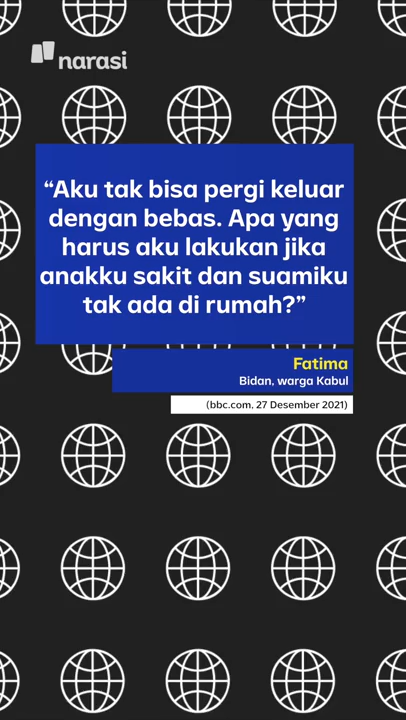 narasi
“Aku tak bisa pergi keluar
dengan bebas. Apa yang
harus aku lakukan jika
anakku sakit dan suamiku
tak ada di rumah?”
Fatima
Bidan, warga Kabul
(bbc.com, 27 Desember 2021)